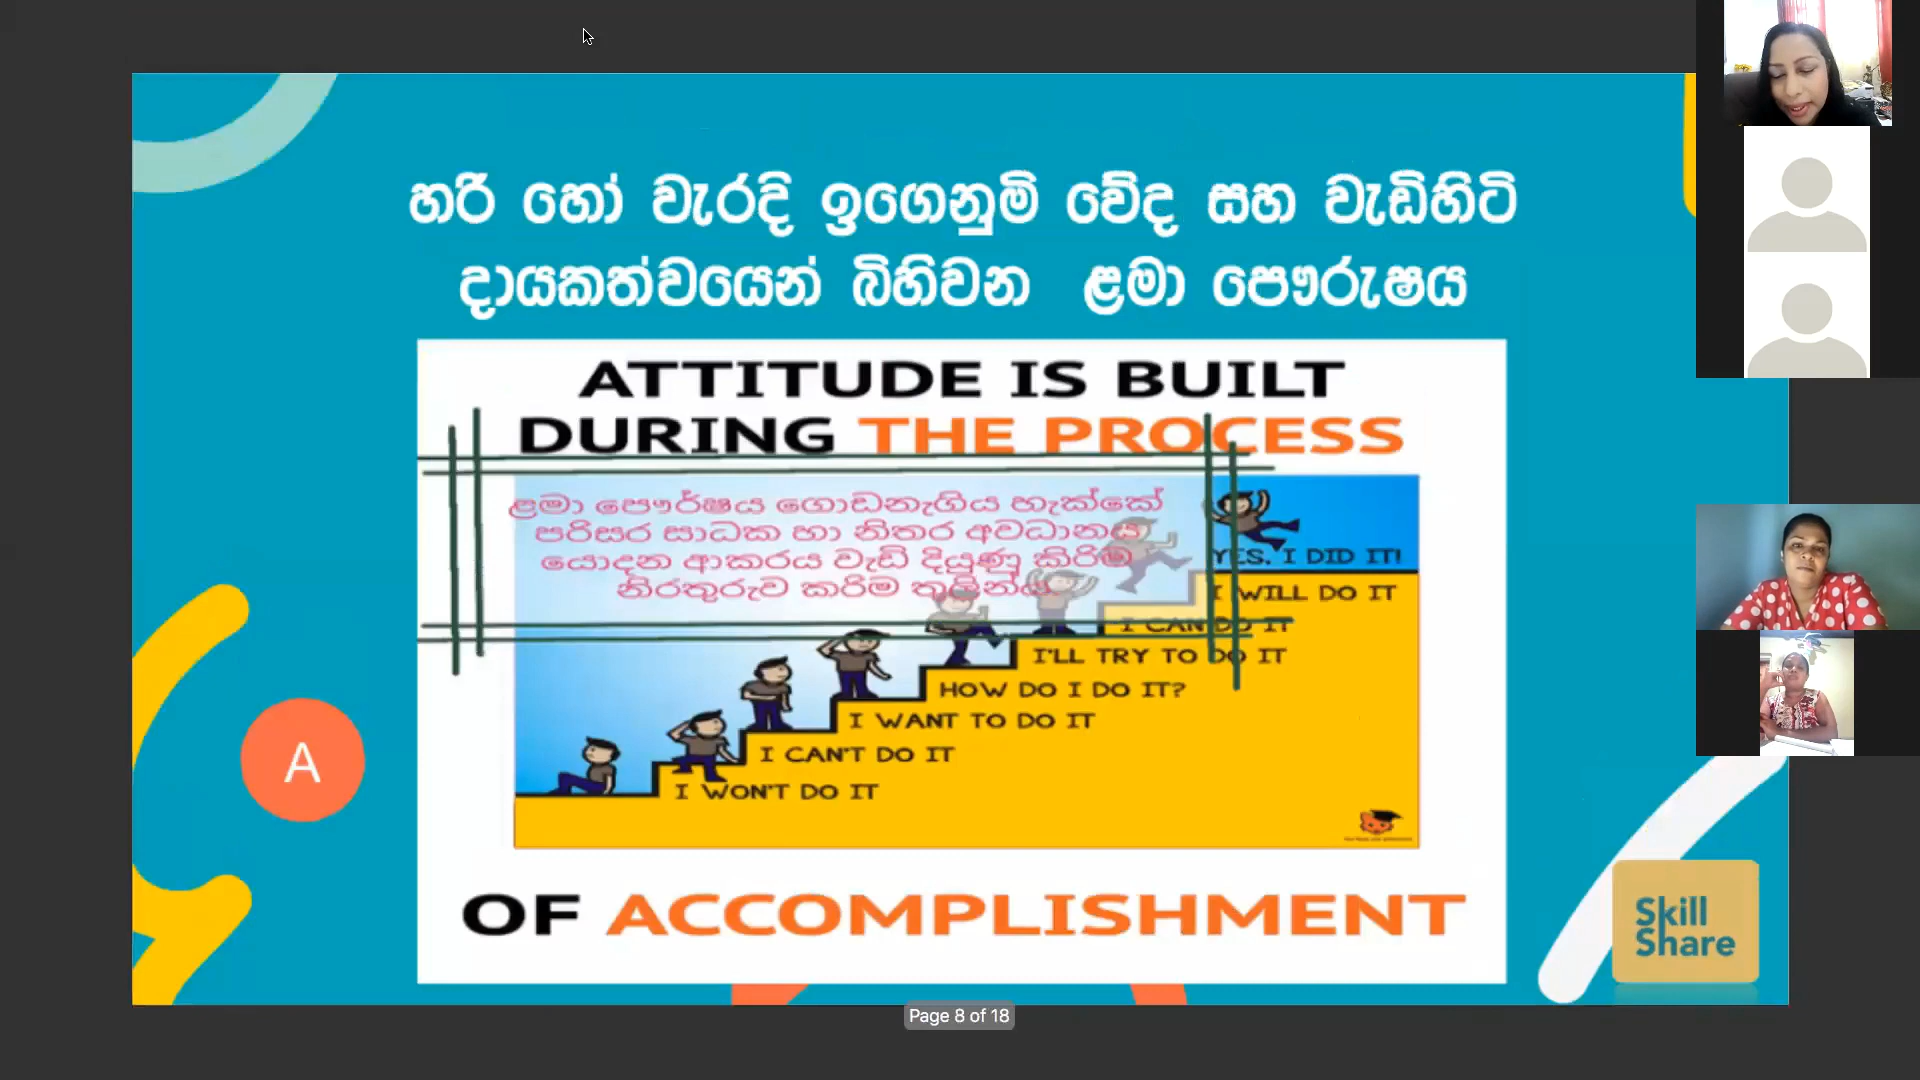 හරි හෝ වැරදි ඉගෙනුම් වේද සහ වැඩිහිටි
දායකත්වයෙන් බිහිවන ළමා පෞරුෂය
ATTITUDE IS BUILT
DURING THE PROCESS
ළමා පෞර්ෂය ගොඩනැගිය හැක්කේ
පරිසර සාධක හා නිතර අවධානය
යොදන ආකරය වැඩි දියුණු කිරිම
නිරතුරුව කරිම තුලින්ය.
YES, I DID IT!
I WILL DO IT
I CAN DO IT
I'LL TRY TO DO IT
HOW DO I DO IT?
I WANT TO DO IT
I CAN'T DO IT
I WON'T DO IT
OF ACCOMPLISHMENT
A
Skill
Share
Page 8 of 18